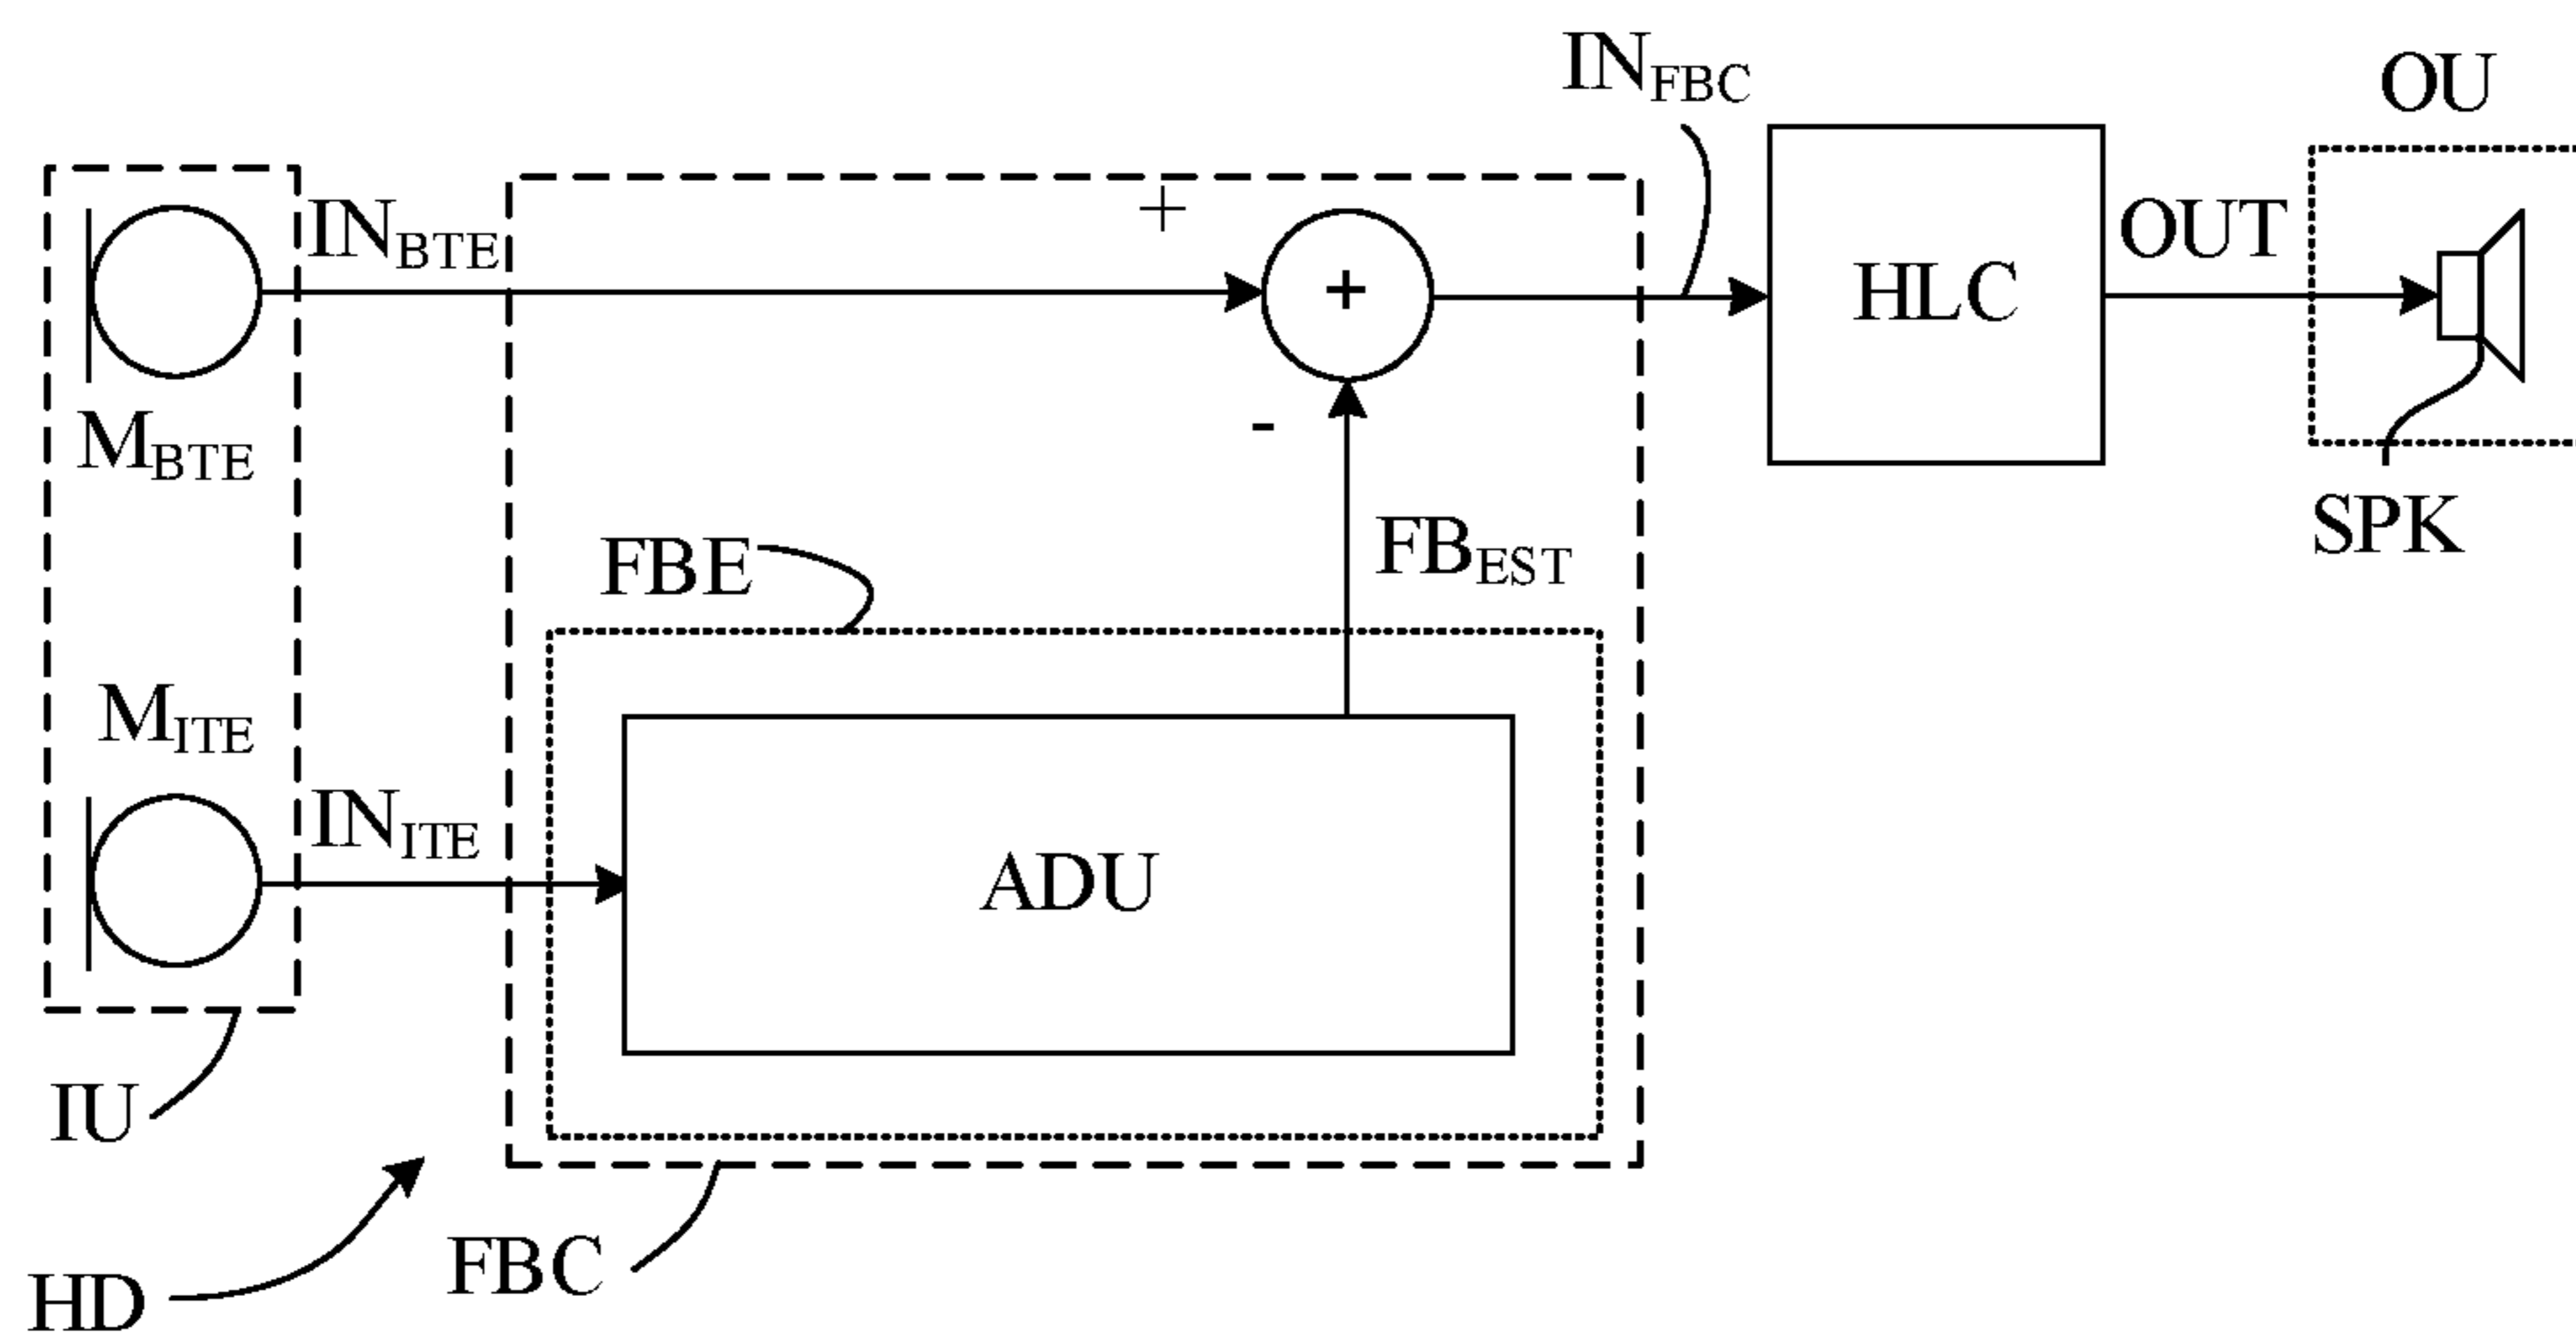 IN_FBC
OU
IN_BTE
+
+
HLC
OUT
M_BTE
-
FBE
FB_EST
SPK
M_ITE
IN_ITE
ADU
IU
FBC
HD